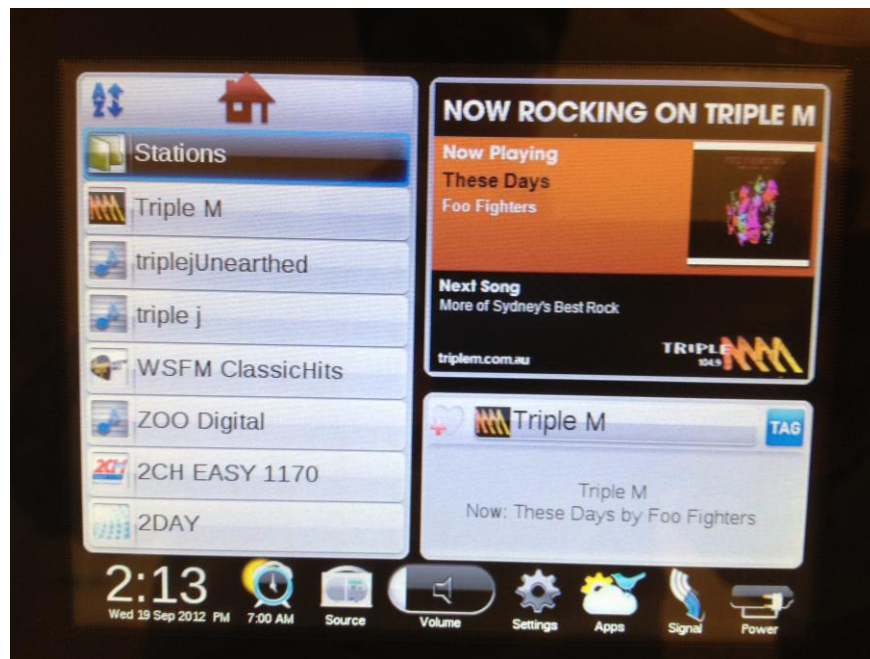 A
Z
Stations
Triple M
triplejUnearthed
triple j
WSFM ClassicHits
ZOO Digital
2CH EASY 1170
2DAY
NOW ROCKING ON TRIPLE M
Now Playing
These Days
Foo Fighters
FOO FIGHTERS
Next Song
More of Sydney's Best Rock
triplem.com.au
TRIPLE
104.9
Triple M
TAG
Triple M
Now: These Days by Foo Fighters
2:13
Wed 19 Sep 2012 PM
7:00 AM
Source
Volume
Settings
Apps
Signal
Power